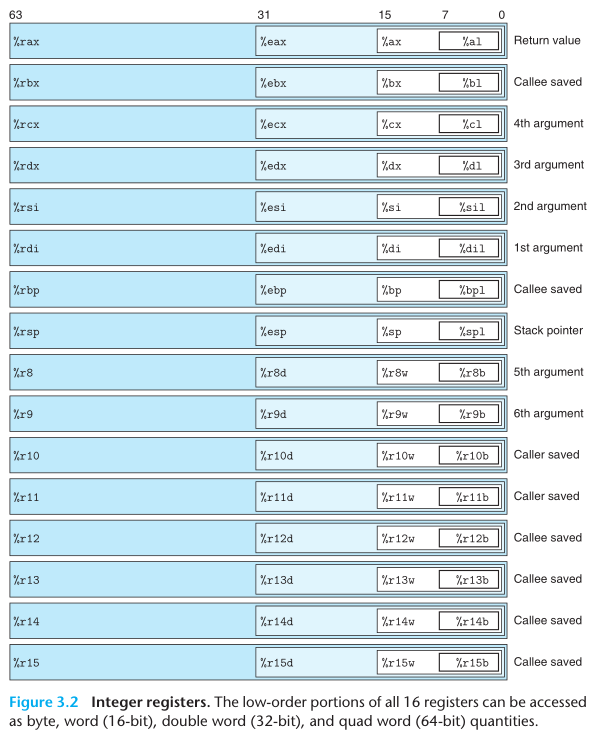 63 31 15 7 0
%rax %eax %ax %al Return value
%rbx %ebx %bx %bl Callee saved
%rcx %ecx %cx %cl 4th argument
%rdx %edx %dx %dl 3rd argument
%rsi %esi %si %sil 2nd argument
%rdi %edi %di %dil 1st argument
%rbp %ebp %bp %bpl Callee saved
%rsp %esp %sp %spl Stack pointer
%r8 %r8d %r8w %r8b 5th argument
%r9 %r9d %r9w %r9b 6th argument
%r10 %r10d %r10w %r10b Caller saved
%r11 %r11d %r11w %r11b Caller saved
%r12 %r12d %r12w %r12b Callee saved
%r13 %r13d %r13w %r13b Callee saved
%r14 %r14d %r14w %r14b Callee saved
%r15 %r15d %r15w %r15b Callee saved
Figure 3.2 Integer registers. The low-order portions of all 16 registers can be accessed
as byte, word (16-bit), double word (32-bit), and quad word (64-bit) quantities.